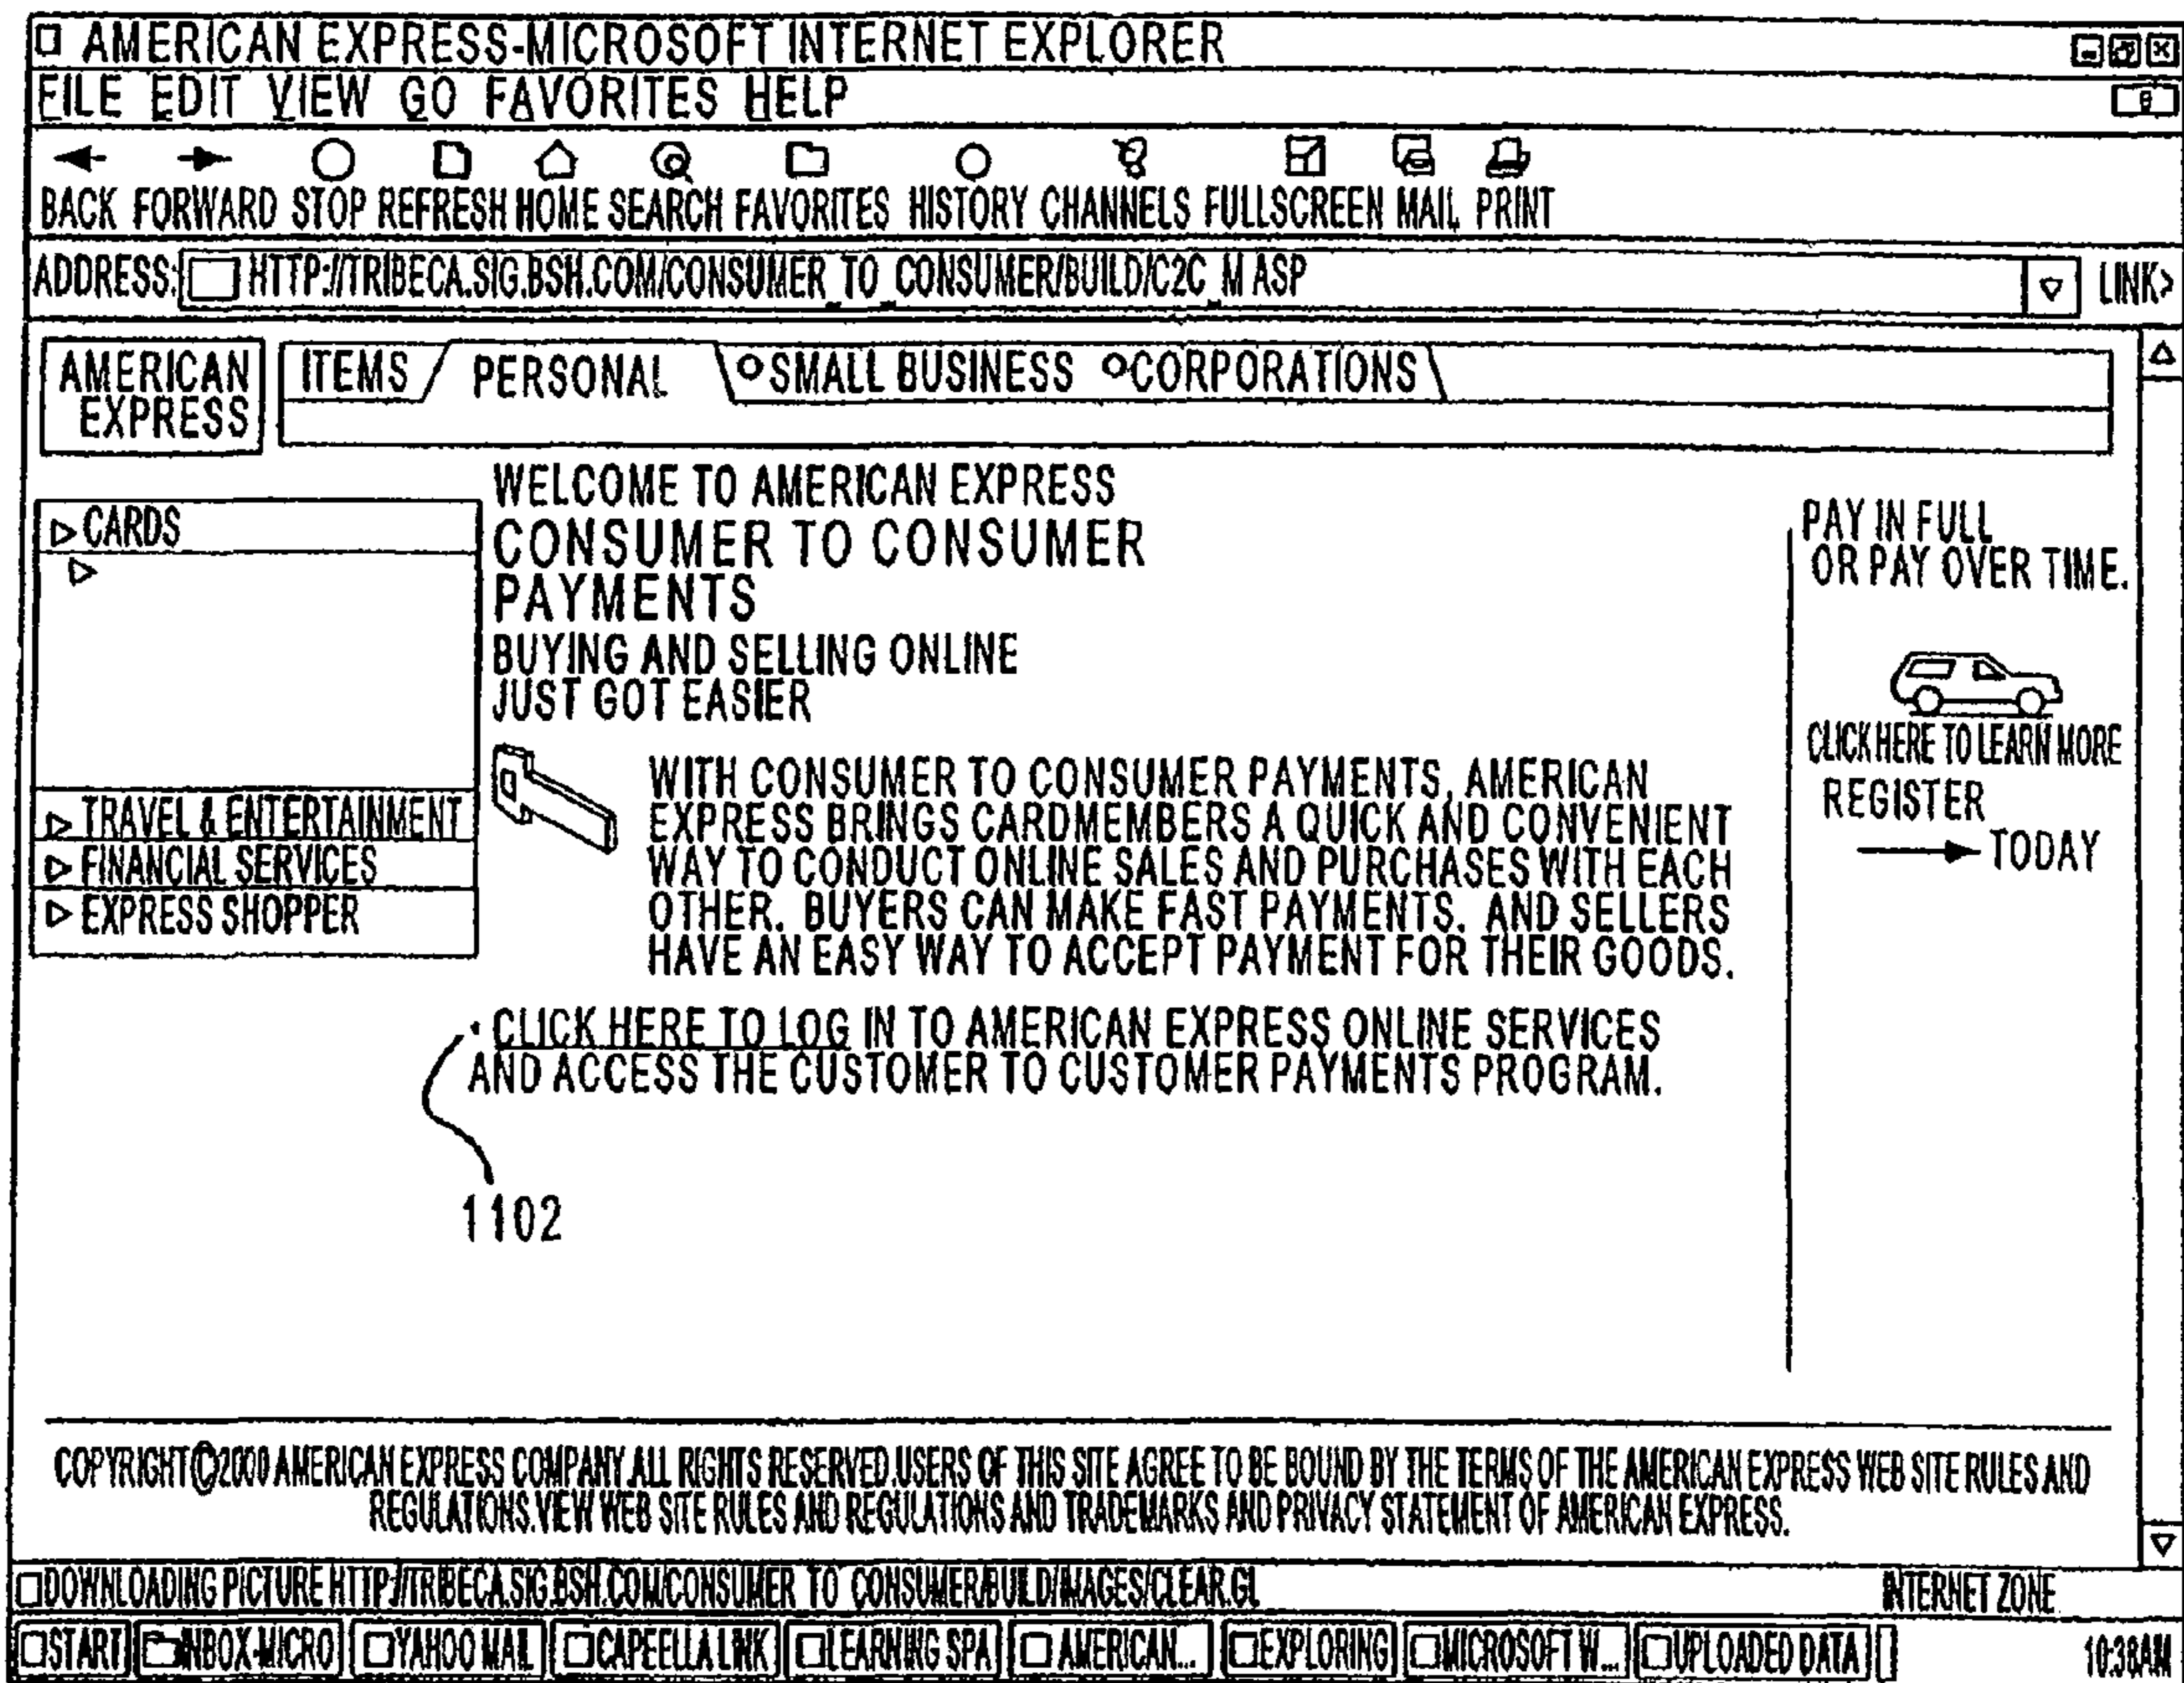 AMERICAN EXPRESS-MICROSOFT INTERNET EXPLORER
FILE EDIT VIEW GO FAVORITES HELP
BACK FORWARD STOP REFRESH HOME SEARCH FAVORITES HISTORY CHANNELS FULLSCREEN MAIL PRINT
ADDRESS: HTTP://TRIBECA.SIG.BSH.COM/CONSUMER_TO_CONSUMER/BUILD/C2C_M ASP LINK>
AMERICAN
EXPRESS
ITEMS PERSONAL SMALL BUSINESS CORPORATIONS
CARDS
TRAVEL & ENTERTAINMENT
FINANCIAL SERVICES
EXPRESS SHOPPER
WELCOME TO AMERICAN EXPRESS
CONSUMER TO CONSUMER
PAYMENTS
BUYING AND SELLING ONLINE
JUST GOT EASIER
WITH CONSUMER TO CONSUMER PAYMENTS, AMERICAN
EXPRESS BRINGS CARDMEMBERS A QUICK AND CONVENIENT
WAY TO CONDUCT ONLINE SALES AND PURCHASES WITH EACH
OTHER. BUYERS CAN MAKE FAST PAYMENTS. AND SELLERS
HAVE AN EASY WAY TO ACCEPT PAYMENT FOR THEIR GOODS.
· CLICK HERE TO LOG IN TO AMERICAN EXPRESS ONLINE SERVICES
AND ACCESS THE CUSTOMER TO CUSTOMER PAYMENTS PROGRAM.
1102
PAY IN FULL
OR PAY OVER TIME.
CLICK HERE TO LEARN MORE
REGISTER
TODAY
COPYRIGHT©2000 AMERICAN EXPRESS COMPANY.ALL RIGHTS RESERVED.USERS OF THIS SITE AGREE TO BE BOUND BY THE TERMS OF THE AMERICAN EXPRESS WEB SITE RULES AND
REGULATIONS.VIEW WEB SITE RULES AND REGULATIONS AND TRADEMARKS AND PRIVACY STATEMENT OF AMERICAN EXPRESS.
DOWNLOADING PICTURE HTTP://TRIBECA.SIG.BSH.COM/CONSUMER TO CONSUMER/BUILD/IMAGES/CLEAR.GI INTERNET ZONE
START INBOX-MICRO YAHOO MAIL CAPEELLA LINK LEARNING SPA AMERICAN... EXPLORING MICROSOFT W... UPLOADED DATA 10:38AM